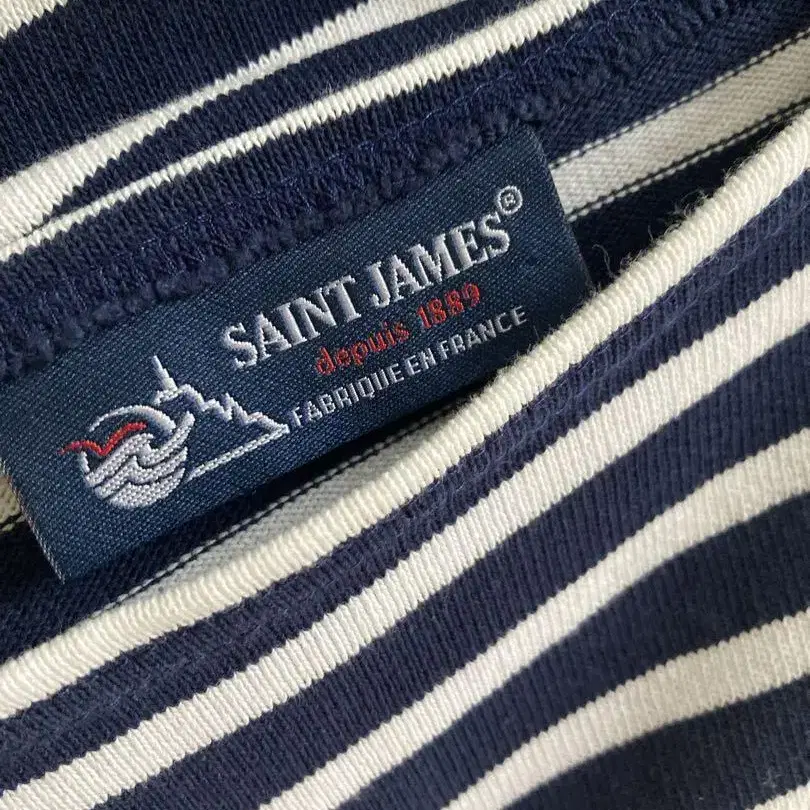 SAINT JAMES®
depuis 1889
FABRIQUE EN FRANCE